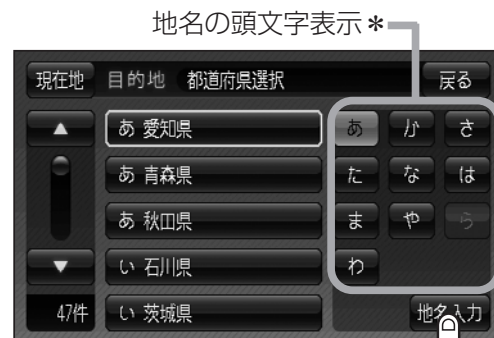 地名の頭文字表示＊
現在地 目的地 都道府県選択 戻る
▲ あ 愛知県 あ か さ
あ 青森県 た な は
あ 秋田県 ま や ら
▼ い 石川県 わ
47件 い 茨城県 地名入力